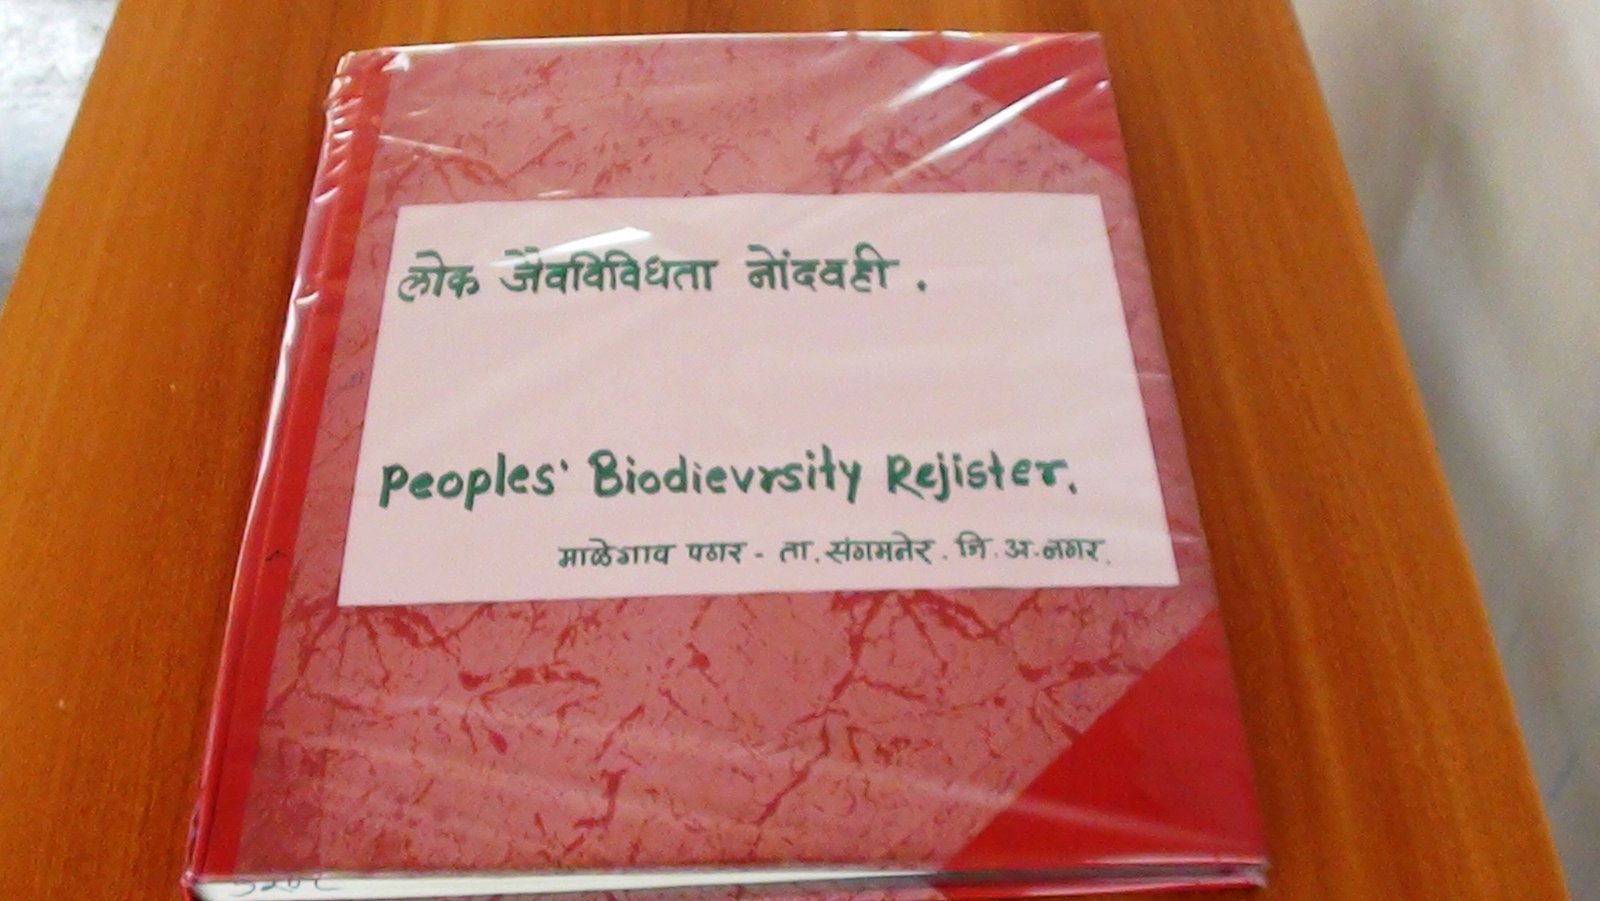 लोक जैवविविधता नोंदवही .
Peoples' Biodievrsity Rejister.
माळेगाव पठार - ता. संगमनेर. जि. अ. नगर.